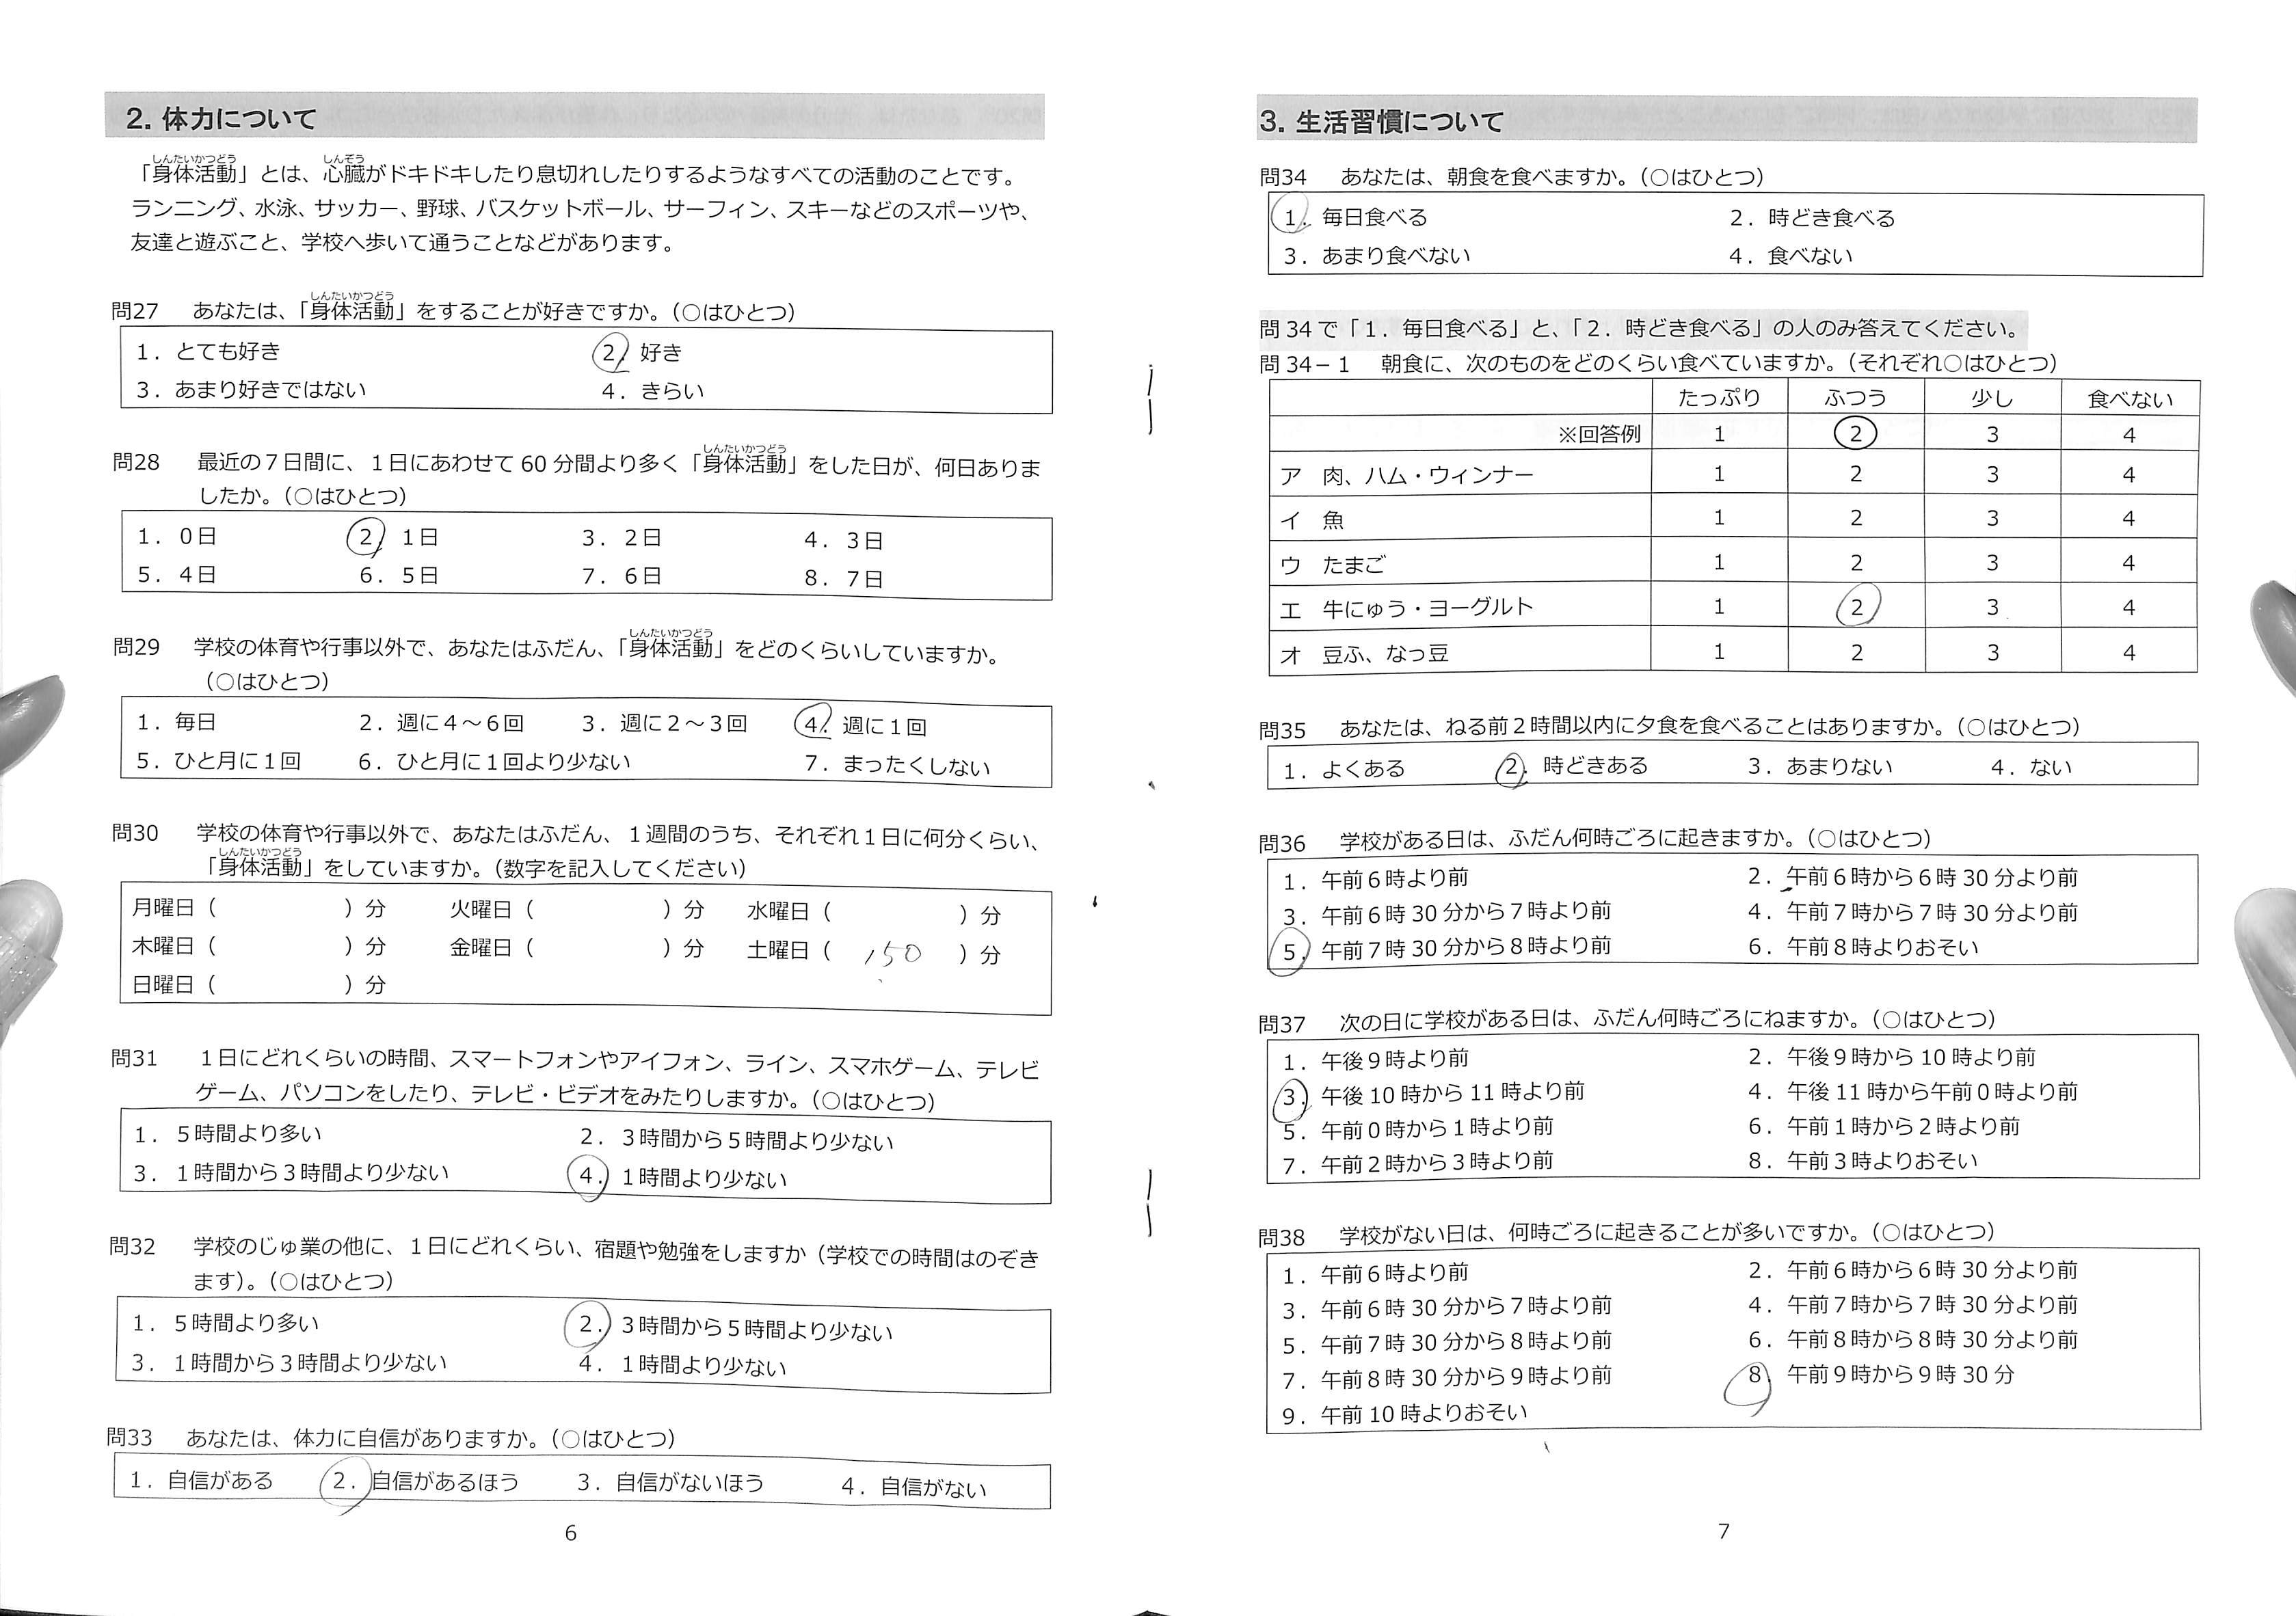 2. 体力について
「身体活動」とは、心臓がドキドキしたり息切れしたりするようなすべての活動のことです。
ランニング、水泳、サッカー、野球、バスケットボール、サーフィン、スキーなどのスポーツや、
友達と遊ぶこと、学校へ歩いて通うことなどがあります。
問27 あなたは、「身体活動」をすることが好きですか。（○はひとつ）
1．とても好き 2．好き
3．あまり好きではない 4．きらい
問28 最近の７日間に、１日にあわせて 60 分間より多く「身体活動」をした日が、何日ありま
したか。（○はひとつ）
1．０日 2．１日 3．２日 4．３日
5．４日 6．５日 7．６日 8．７日
問29 学校の体育や行事以外で、あなたはふだん、「身体活動」をどのくらいしていますか。
（○はひとつ）
1．毎日 2．週に４～６回 3．週に２～３回 4．週に１回
5．ひと月に１回 6．ひと月に１回より少ない 7．まったくしない
問30 学校の体育や行事以外で、あなたはふだん、１週間のうち、それぞれ１日に何分くらい、
「身体活動」をしていますか。（数字を記入してください）
月曜日（ ）分 火曜日（ ）分 水曜日（ ）分
木曜日（ ）分 金曜日（ ）分 土曜日（ 150 ）分
日曜日（ ）分
問31 １日にどれくらいの時間、スマートフォンやアイフォン、ライン、スマホゲーム、テレビ
ゲーム、パソコンをしたり、テレビ・ビデオをみたりしますか。（○はひとつ）
1．５時間より多い 2．３時間から５時間より少ない
3．１時間から３時間より少ない 4．１時間より少ない
問32 学校のじゅ業の他に、１日にどれくらい、宿題や勉強をしますか（学校での時間はのぞき
ます）。（○はひとつ）
1．５時間より多い 2．３時間から５時間より少ない
3．１時間から３時間より少ない 4．１時間より少ない
問33 あなたは、体力に自信がありますか。（○はひとつ）
1．自信がある 2．自信があるほう 3．自信がないほう 4．自信がない
6
3. 生活習慣について
問34 あなたは、朝食を食べますか。（○はひとつ）
1．毎日食べる 2．時どき食べる
3．あまり食べない 4．食べない
問 34 で「１．毎日食べる」と、「２．時どき食べる」の人のみ答えてください。
問 34－１ 朝食に、次のものをどのくらい食べていますか。（それぞれ○はひとつ）
たっぷり ふつう 少し 食べない
※回答例 1 2 3 4
ア 肉、ハム・ウィンナー 1 2 3 4
イ 魚 1 2 3 4
ウ たまご 1 2 3 4
エ 牛にゅう・ヨーグルト 1 2 3 4
オ 豆ふ、なっ豆 1 2 3 4
問35 あなたは、ねる前２時間以内に夕食を食べることはありますか。（○はひとつ）
1．よくある 2．時どきある 3．あまりない 4．ない
問36 学校がある日は、ふだん何時ごろに起きますか。（○はひとつ）
1．午前６時より前 2．午前６時から６時 30 分より前
3．午前６時 30 分から７時より前 4．午前７時から７時 30 分より前
5．午前７時 30 分から８時より前 6．午前８時よりおそい
問37 次の日に学校がある日は、ふだん何時ごろにねますか。（○はひとつ）
1．午後９時より前 2．午後９時から 10 時より前
3．午後 10 時から 11 時より前 4．午後 11 時から午前０時より前
5．午前０時から１時より前 6．午前１時から２時より前
7．午前２時から３時より前 8．午前３時よりおそい
問38 学校がない日は、何時ごろに起きることが多いですか。（○はひとつ）
1．午前６時より前 2．午前６時から６時 30 分より前
3．午前６時 30 分から７時より前 4．午前７時から７時 30 分より前
5．午前７時 30 分から８時より前 6．午前８時から８時 30 分より前
7．午前８時 30 分から９時より前 8．午前９時から９時 30 分
9．午前 10 時よりおそい
7